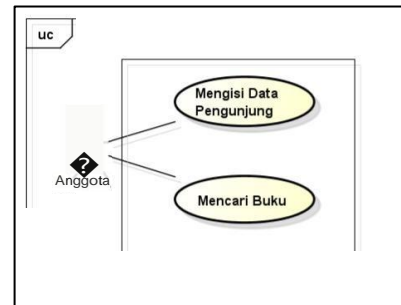 uc
Mengisi Data
Pengunjung
�
Anggota
Mencari Buku